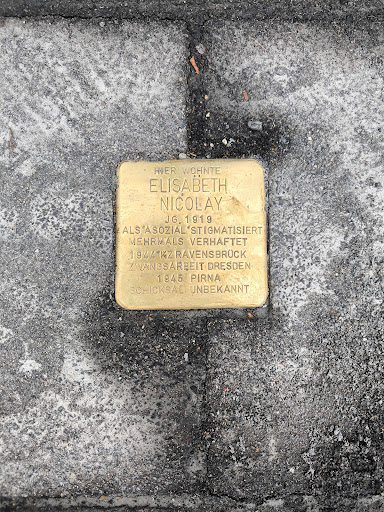 HIER WOHNTE
ELISABETH
NICOLAY
JG. 1919
ALS "ASOZIAL" STIGMATISIERT
MEHRMALS VERHAFTET
1944 KZ RAVENSBRÜCK
ZWANGSARBEIT DRESDEN
1945 PIRNA
SCHICKSAL UNBEKANNT